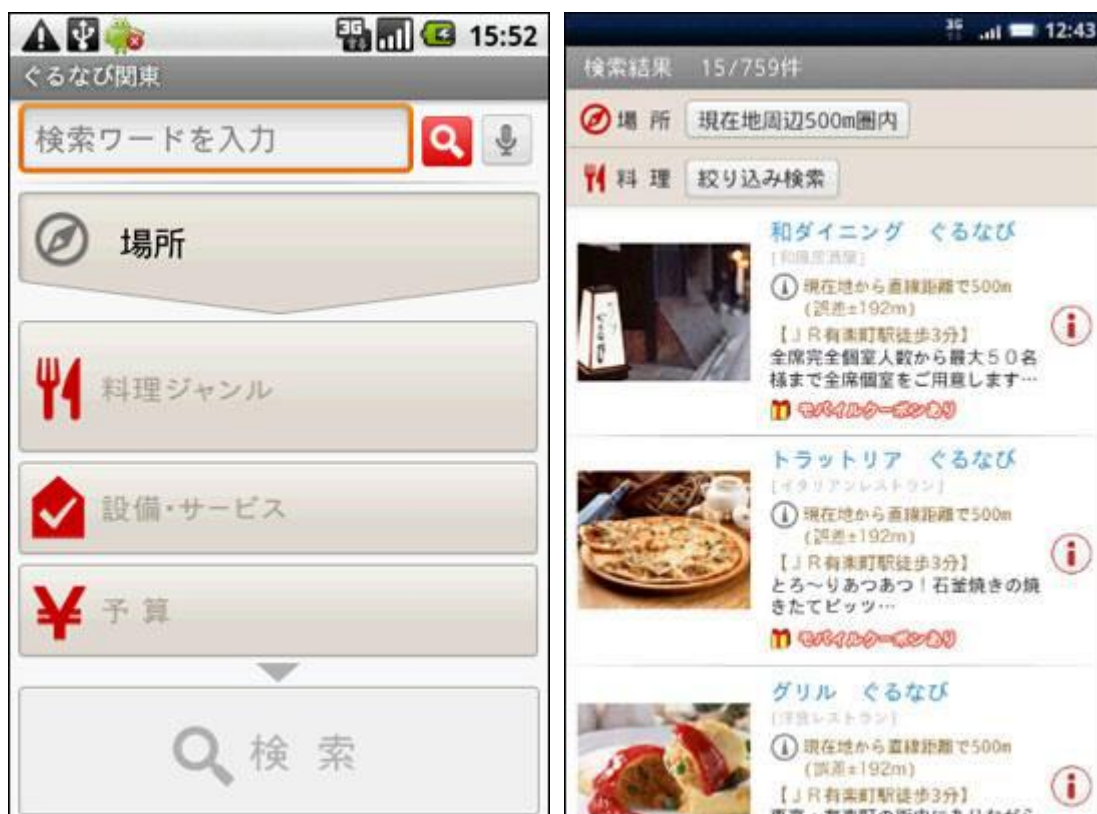 3G 15:52
ぐるなび関東
検索ワードを入力
場所
料理ジャンル
設備・サービス
予算
検索
3G 12:43
検索結果 15/759件
場所 現在地周辺500m圏内
料理 絞り込み検索
和ダイニング ぐるなび
[和風居酒屋]
現在地から直線距離で500m
(誤差±192m)
【JR有楽町駅徒歩3分】
全席完全個室人数から最大50名
様まで全席個室をご用意します…
モバイルクーポンあり
トラットリア ぐるなび
[イタリアンレストラン]
現在地から直線距離で500m
(誤差±192m)
【JR有楽町駅徒歩3分】
とろ～りあつあつ！石釜焼きの焼
きたてピッツ…
モバイルクーポンあり
グリル ぐるなび
[洋食レストラン]
現在地から直線距離で500m
(誤差±192m)
【JR有楽町駅徒歩3分】